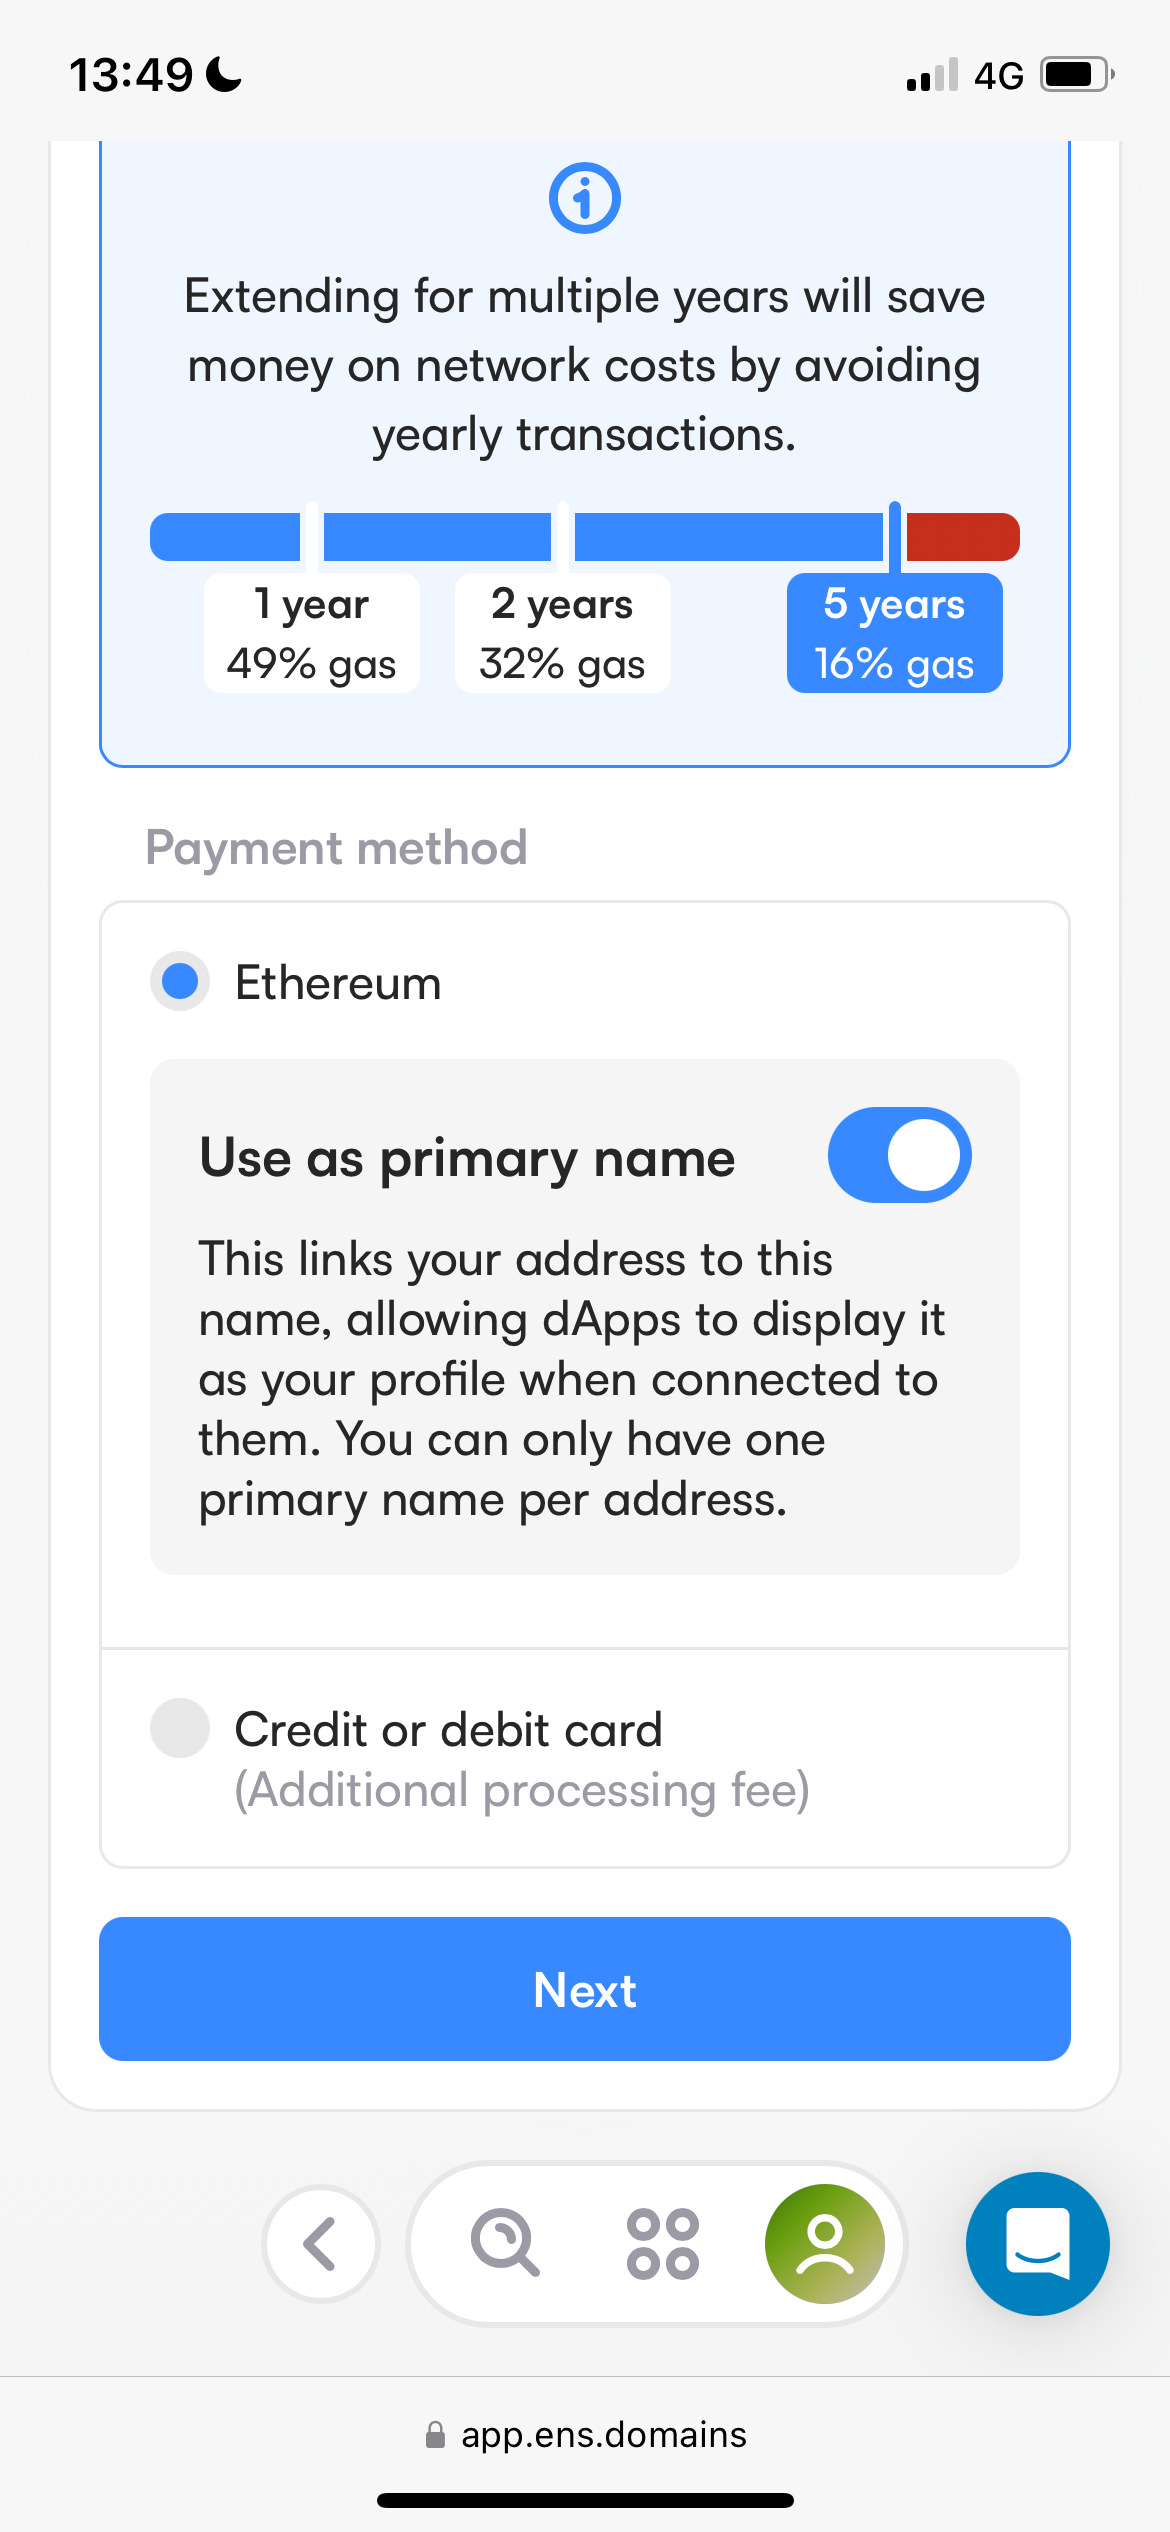 13:49
4G
Extending for multiple years will save
money on network costs by avoiding
yearly transactions.
1 year
49% gas
2 years
32% gas
5 years
16% gas
Payment method
Ethereum
Use as primary name
This links your address to this
name, allowing dApps to display it
as your profile when connected to
them. You can only have one
primary name per address.
Credit or debit card
(Additional processing fee)
Next
app.ens.domains